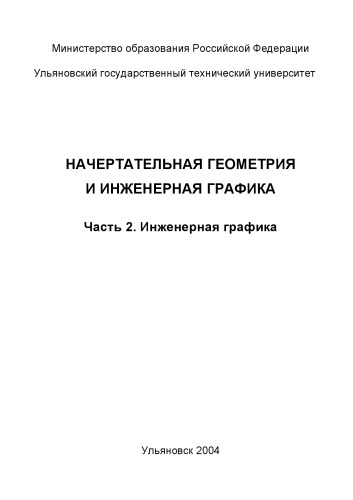 Министерство образования Российской Федерации
Ульяновский государственный технический университет
НАЧЕРТАТЕЛЬНАЯ ГЕОМЕТРИЯ
И ИНЖЕНЕРНАЯ ГРАФИКА
Часть 2. Инженерная графика
Ульяновск 2004